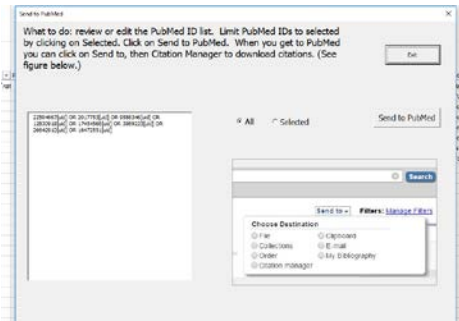 Send to PubMed
What to do: review or edit the PubMed ID list. Limit PubMed IDs to selected
by clicking on Selected. Click on Send to PubMed. When you get to PubMed
you can click on Send to, then Citation Manager to download citations. (See
figure below.)
Exit
All
Selected
Send to PubMed
Search
Send to
Filters: Manage Filters
Choose Destination
File
Clipboard
Collections
E-mail
Order
My Bibliography
Citation manager